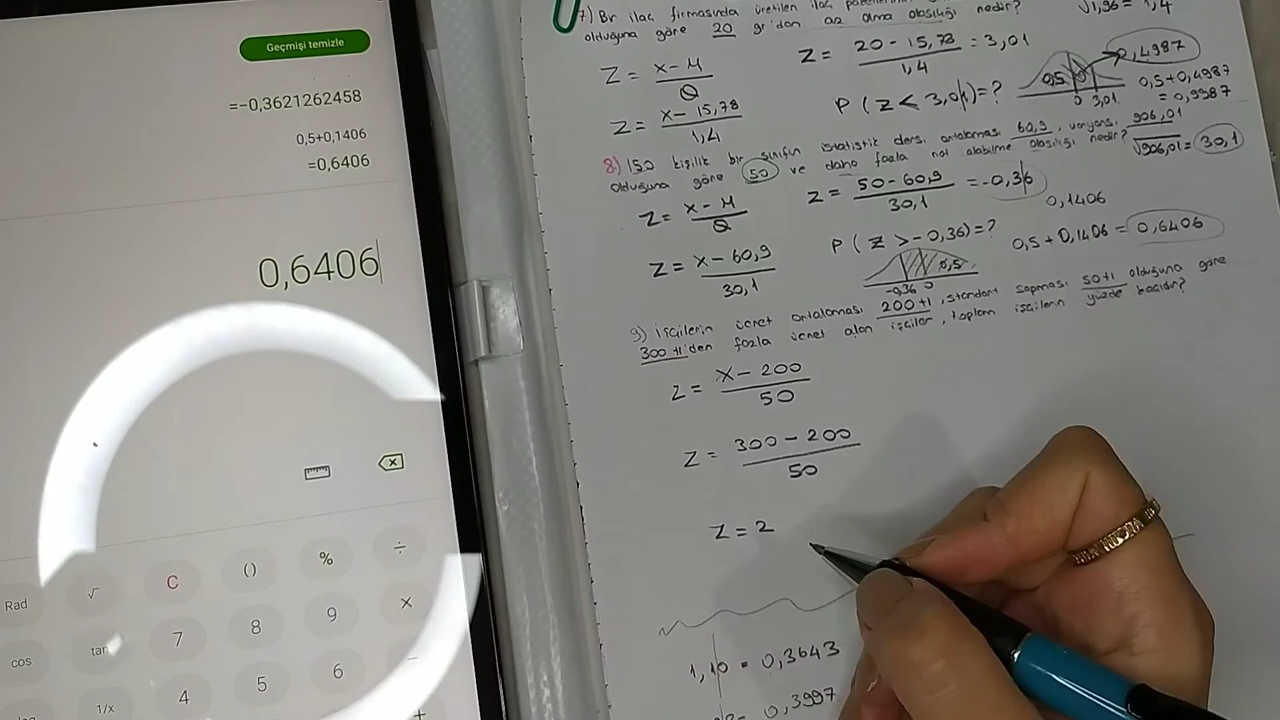 Geçmişi temizle
=-0,3621262458
0,5+0,1406
=0,6406
0,6406
Rad √ C () % ÷
cos tan 7 8 9 ×
1/x 4 5 6 −
+
7) Bir ilaç firmasında üretilen ilaç
olduğuna göre 20 gr'dan az olma olasılığı nedir? √1,96 = 1,4
Z = x-M / Q
Z = 20-15,78 / 1,4 = 3,01
Z = x-15,78 / 1,4
P (Z < 3,01)=?
0,5
0 3,01
0,4987
0,5+0,4987
= 0,9987
8) 150 kişilik bir sınıfın istatistik dersi ortalaması 60,9, varyansı 906,01
olduğuna göre 50 ve daha fazla not alabilme olasılığı nedir? √906,01 = 30,1
Z = x-M / Q
Z = 50-60,9 / 30,1 = -0,36
0,1406
Z = x-60,9 / 30,1
P (Z >-0,36)=?
0,5 + 0,1406 = 0,6406
0,5
-0,36 0
9) İşçilerin ücret ortalaması 200 tl, standart sapması 50 tl olduğuna göre
300 tl'den fazla ücret alan işçiler, toplam işçilerin yüzde kaçıdır?
Z = X-200 / 50
Z = 300-200 / 50
Z = 2
1,10 = 0,3643
0,3997